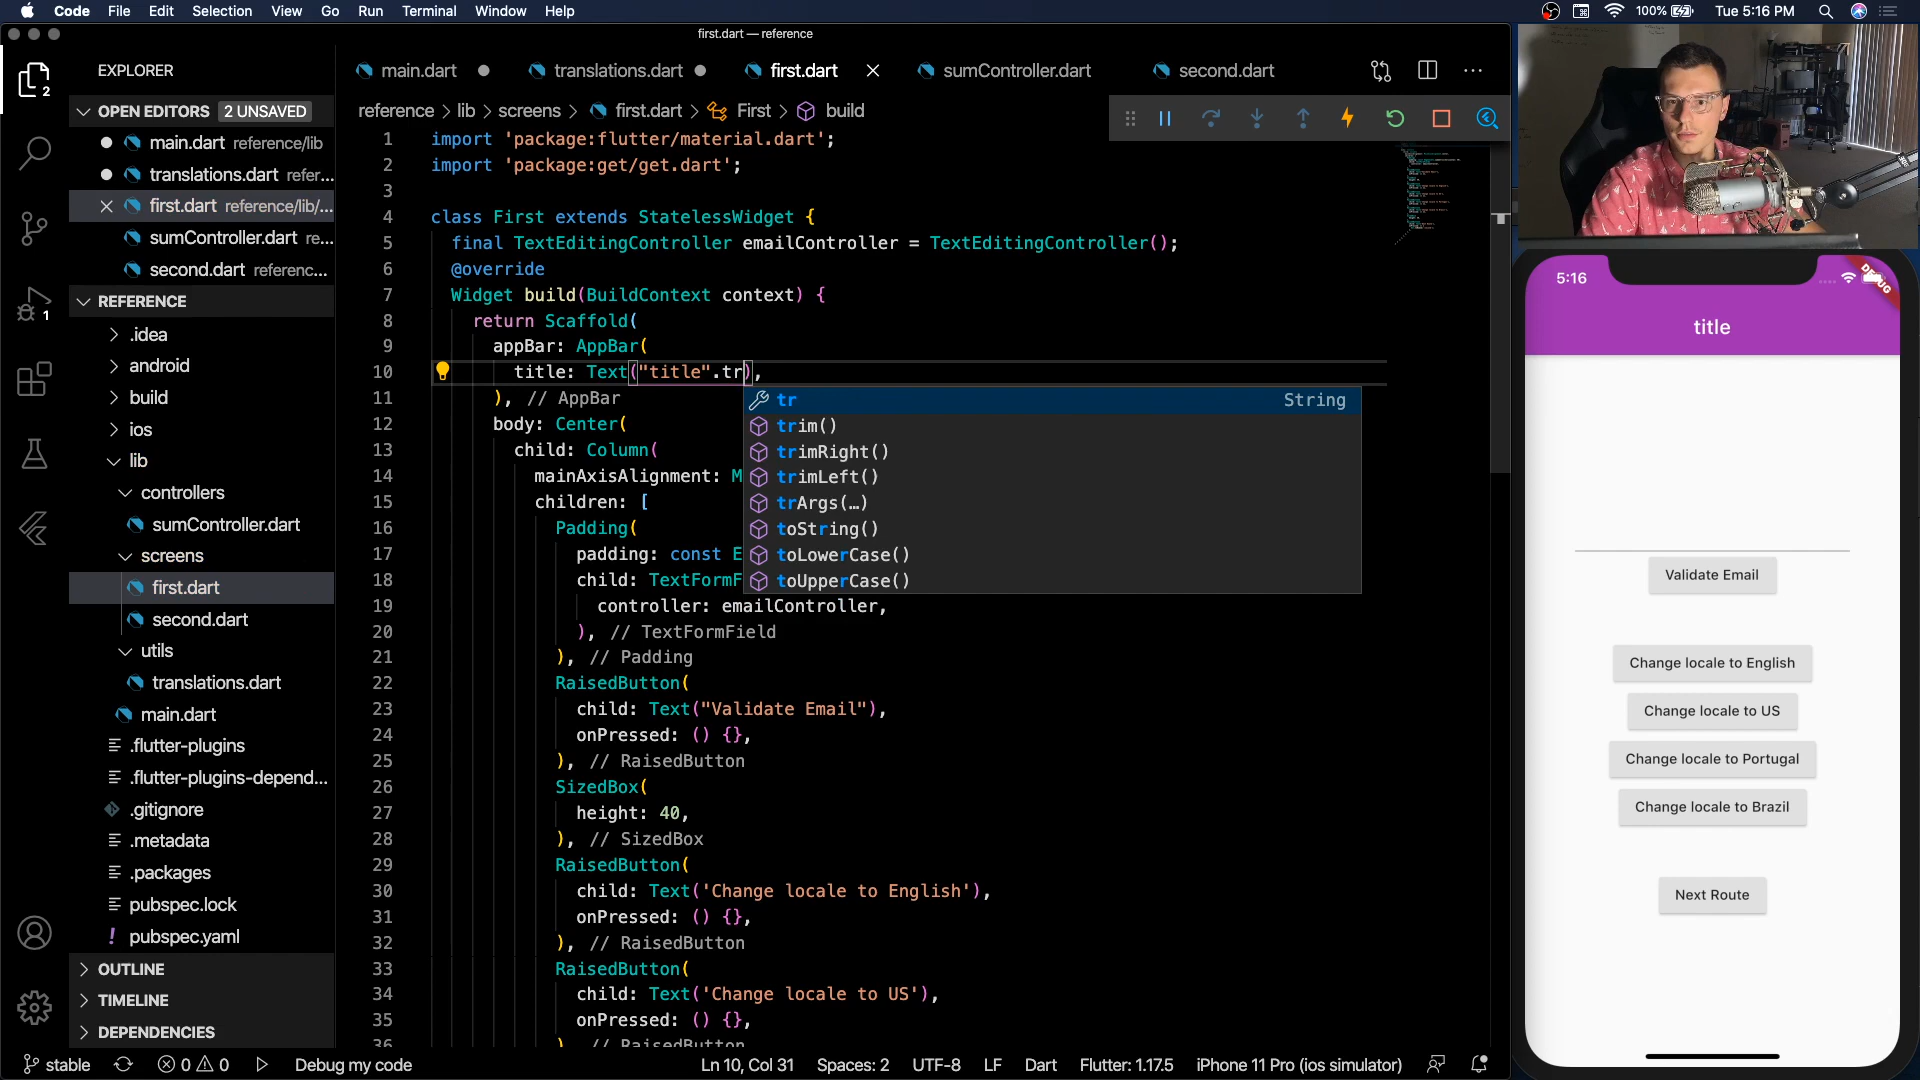 Code File Edit Selection View Go Run Terminal Window Help 100% Tue 5:16 PM
first.dart — reference
EXPLORER
OPEN EDITORS 2 UNSAVED
main.dart reference/lib
translations.dart refer...
first.dart reference/lib/...
sumController.dart re...
second.dart referenc...
REFERENCE
.idea
android
build
ios
lib
controllers
sumController.dart
screens
first.dart
second.dart
utils
translations.dart
main.dart
.flutter-plugins
.flutter-plugins-depend...
.gitignore
.metadata
.packages
pubspec.lock
pubspec.yaml
OUTLINE
TIMELINE
DEPENDENCIES
2
1
main.dart translations.dart first.dart sumController.dart second.dart
reference > lib > screens > first.dart > First > build
1 import 'package:flutter/material.dart';
2 import 'package:get/get.dart';
3
4 class First extends StatelessWidget {
5 final TextEditingController emailController = TextEditingController();
6 @override
7 Widget build(BuildContext context) {
8 return Scaffold(
9 appBar: AppBar(
10 title: Text("title".tr),
11 ), // AppBar
12 body: Center(
13 child: Column(
14 mainAxisAlignment: M
15 children: [
16 Padding(
17 padding: const E
18 child: TextFormF
19 controller: emailController,
20 ), // TextFormField
21 ), // Padding
22 RaisedButton(
23 child: Text("Validate Email"),
24 onPressed: () {},
25 ), // RaisedButton
26 SizedBox(
27 height: 40,
28 ), // SizedBox
29 RaisedButton(
30 child: Text('Change locale to English'),
31 onPressed: () {},
32 ), // RaisedButton
33 RaisedButton(
34 child: Text('Change locale to US'),
35 onPressed: () {},
36 ), // RaisedButton
tr String
trim()
trimRight()
trimLeft()
trArgs(…)
toString()
toLowerCase()
toUpperCase()
stable 0 0 Debug my code Ln 10, Col 31 Spaces: 2 UTF-8 LF Dart Flutter: 1.17.5 iPhone 11 Pro (ios simulator)
5:16
DEBUG
title
Validate Email
Change locale to English
Change locale to US
Change locale to Portugal
Change locale to Brazil
Next Route